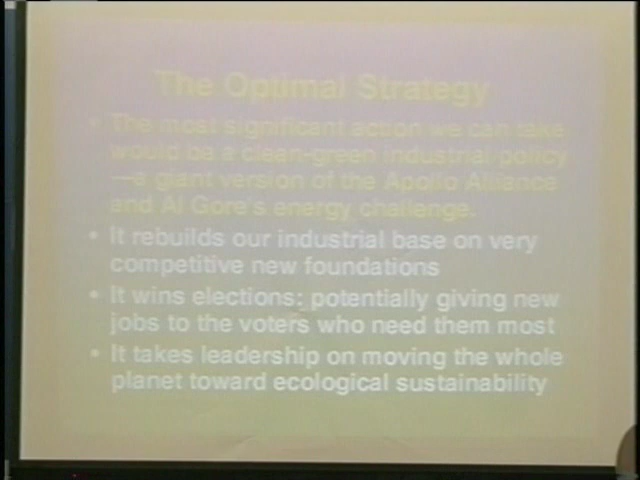 The Optimal Strategy
• The most significant action we can take
would be a clean-green industrial policy
—a giant version of the Apollo Alliance
and Al Gore's energy challenge.
• It rebuilds our industrial base on very
competitive new foundations
• It wins elections: potentially giving new
jobs to the voters who need them most
• It takes leadership on moving the whole
planet toward ecological sustainability